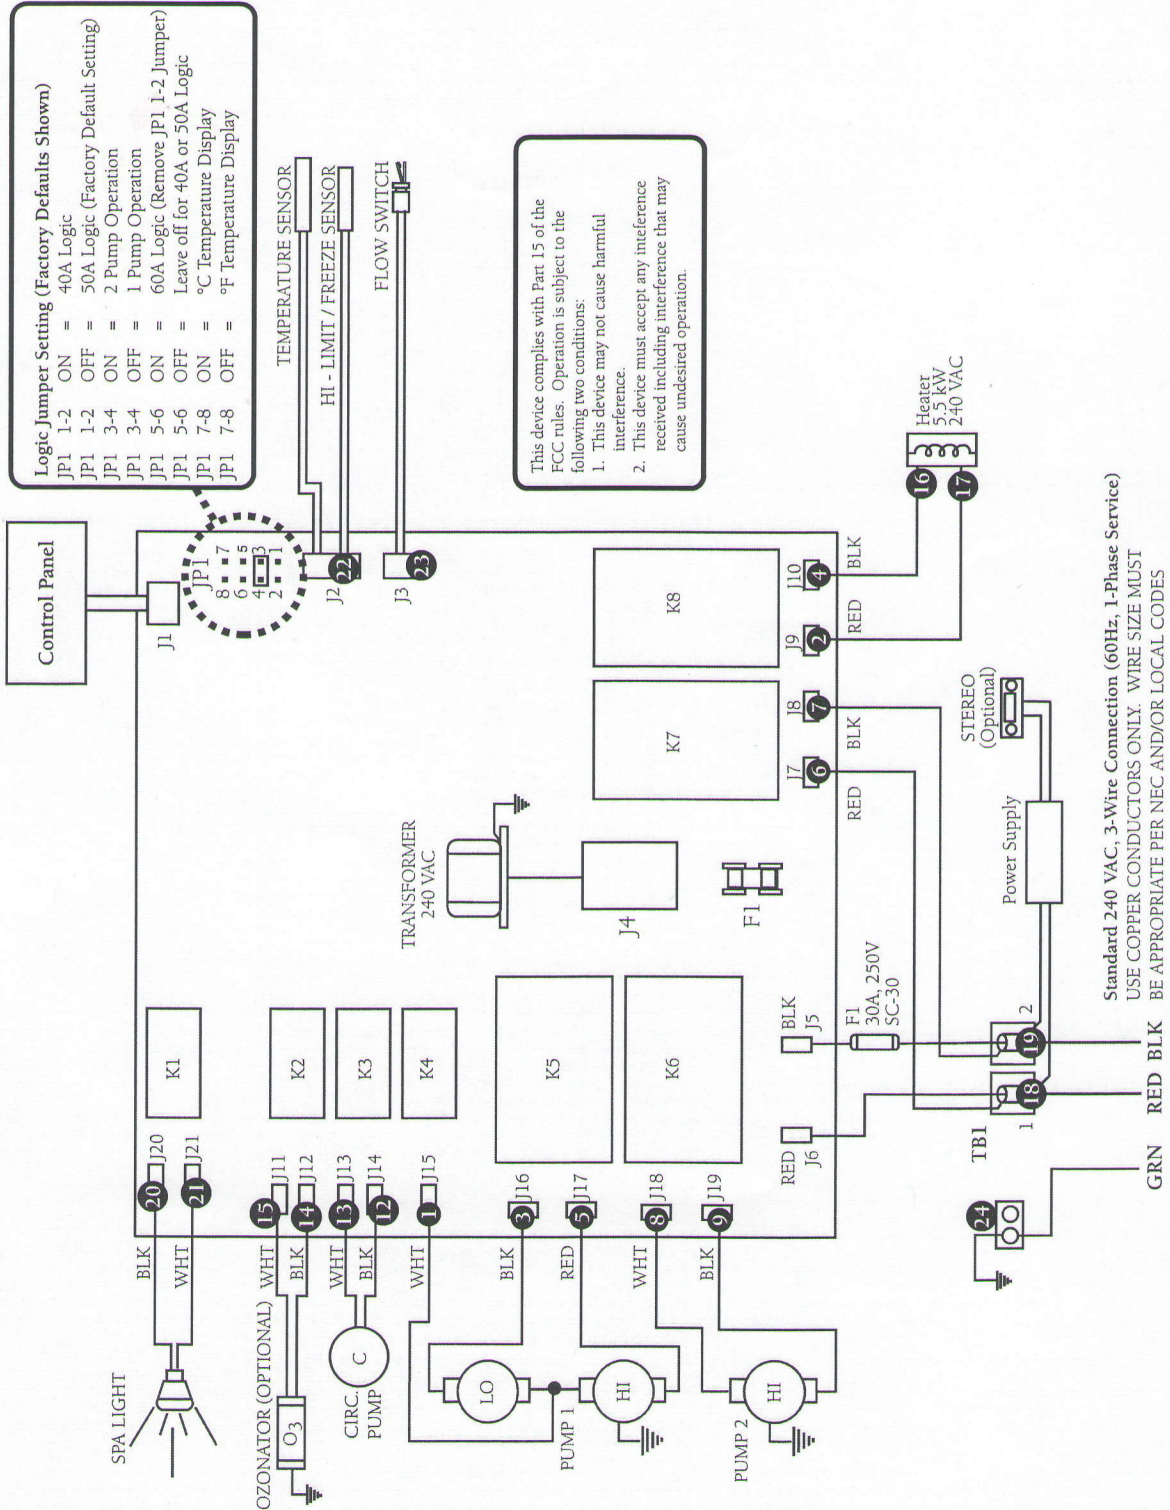 Logic Jumper Setting (Factory Defaults Shown)
JP1 1-2 ON = 40A Logic
JP1 1-2 OFF = 50A Logic (Factory Default Setting)
JP1 3-4 ON = 2 Pump Operation
JP1 3-4 OFF = 1 Pump Operation
JP1 5-6 ON = 60A Logic (Remove JP1 1-2 Jumper)
JP1 5-6 OFF = Leave off for 40A or 50A Logic
JP1 7-8 ON = °C Temperature Display
JP1 7-8 OFF = °F Temperature Display
Control Panel
J1
JP1
8 7
6 5
4 3
2 1
TEMPERATURE SENSOR
HI - LIMIT / FREEZE SENSOR
J2
22
FLOW SWITCH
J3
23
This device complies with Part 15 of the
FCC rules. Operation is subject to the
following two conditions:
1. This device may not cause harmful
interference.
2. This device must accept any inteference
received including interference that may
cause undesired operation.
SPA LIGHT
BLK
20
J20
WHT
21
J21
K1
OZONATOR (OPTIONAL)
O3
WHT
15
J11
BLK
14
J12
K2
CIRC.
PUMP
C
WHT
13
J13
BLK
12
J14
K3
WHT
1
J15
K4
PUMP 1
LO
HI
BLK
3
J16
RED
5
J17
K5
PUMP 2
HI
WHT
8
J18
BLK
9
J19
K6
TRANSFORMER
240 VAC
J4
F1
K7
K8
J7
6
RED
J8
7
BLK
J9
2
RED
J10
4
BLK
16
17
Heater
5.5 kW
240 VAC
RED
J6
BLK
J5
F1
30A, 250V
SC-30
TB1
1
18
2
19
Power Supply
STEREO
(Optional)
24
GRN
RED
BLK
Standard 240 VAC, 3-Wire Connection (60Hz, 1-Phase Service)
USE COPPER CONDUCTORS ONLY. WIRE SIZE MUST
BE APPROPRIATE PER NEC AND/OR LOCAL CODES